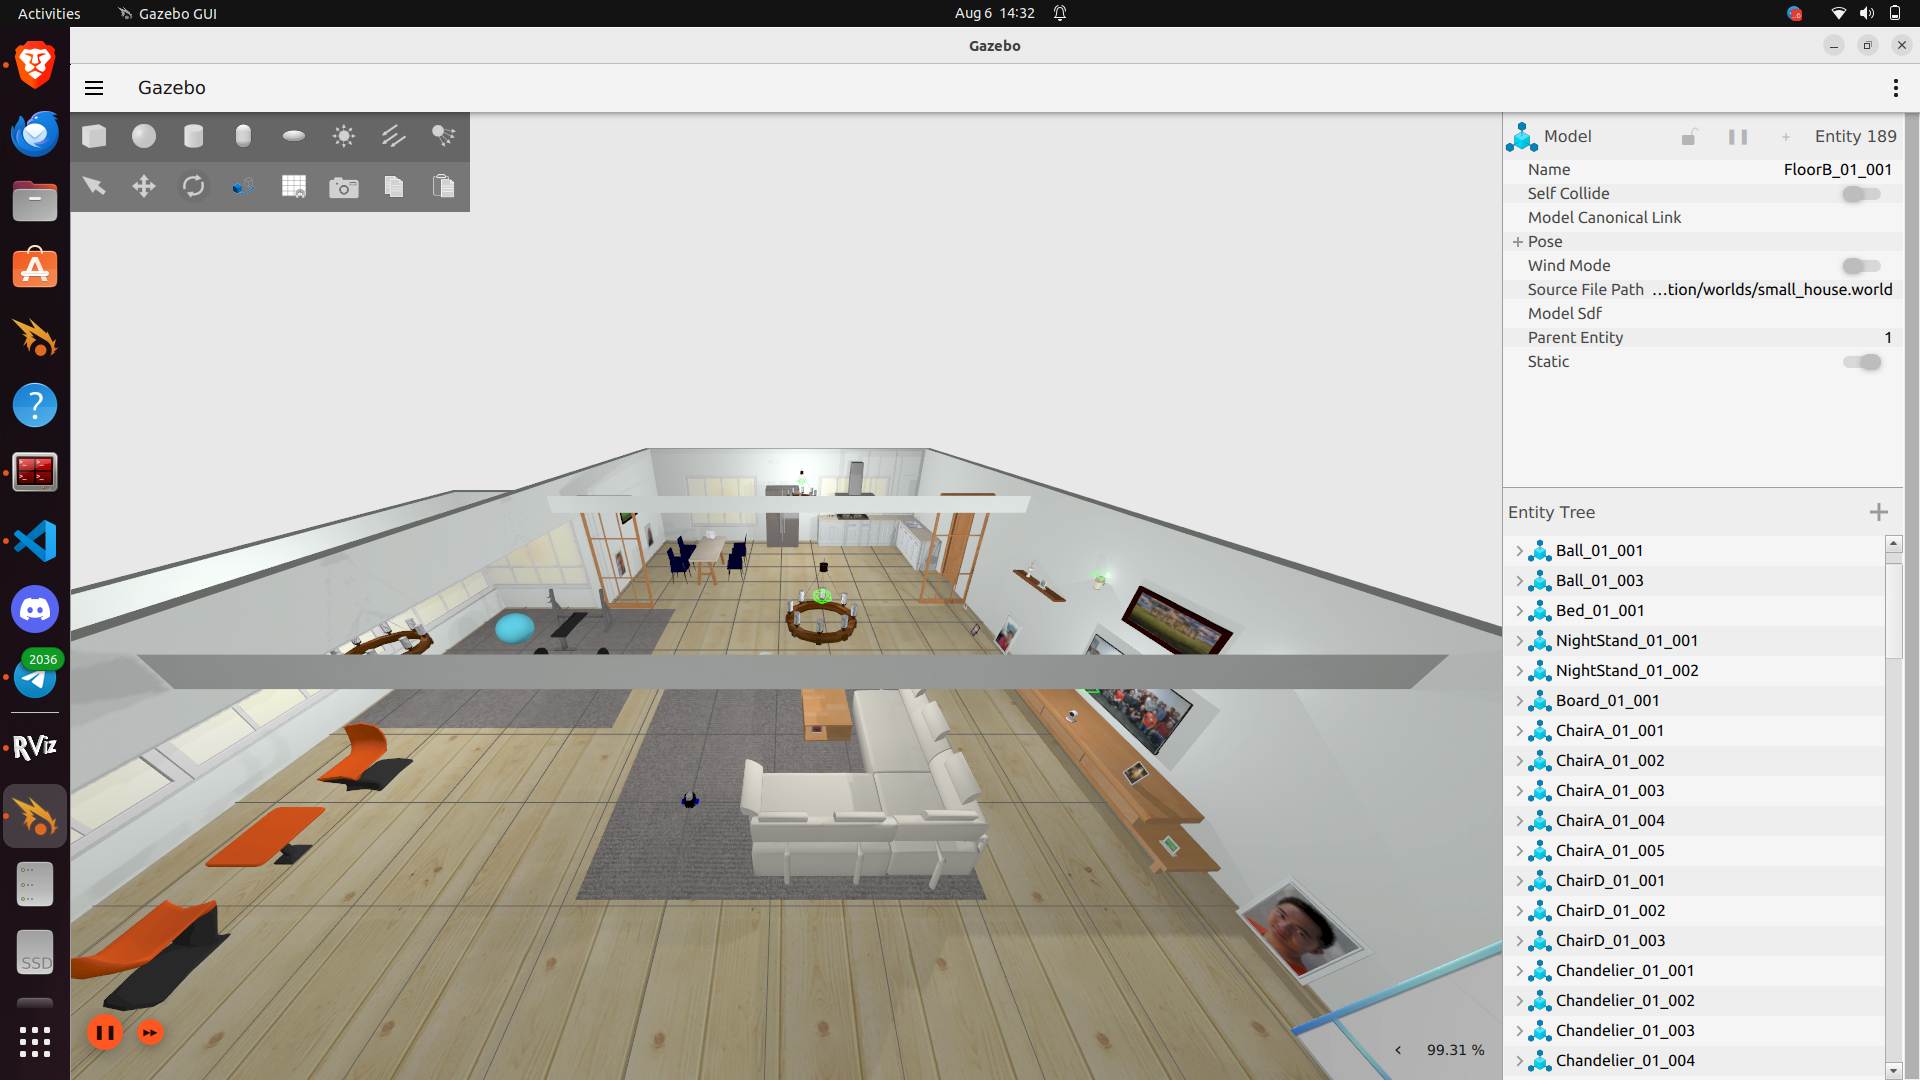 Activities
Gazebo GUI
Aug 6 14:32
Gazebo
Gazebo
Model
Entity 189
Name
FloorB_01_001
Self Collide
Model Canonical Link
Pose
Wind Mode
Source File Path
...tion/worlds/small_house.world
Model Sdf
Parent Entity
1
Static
Entity Tree
Ball_01_001
Ball_01_003
Bed_01_001
NightStand_01_001
NightStand_01_002
Board_01_001
ChairA_01_001
ChairA_01_002
ChairA_01_003
ChairA_01_004
ChairA_01_005
ChairD_01_001
ChairD_01_002
ChairD_01_003
Chandelier_01_001
Chandelier_01_002
Chandelier_01_003
Chandelier_01_004
2036
RViz
SSD
99.31 %